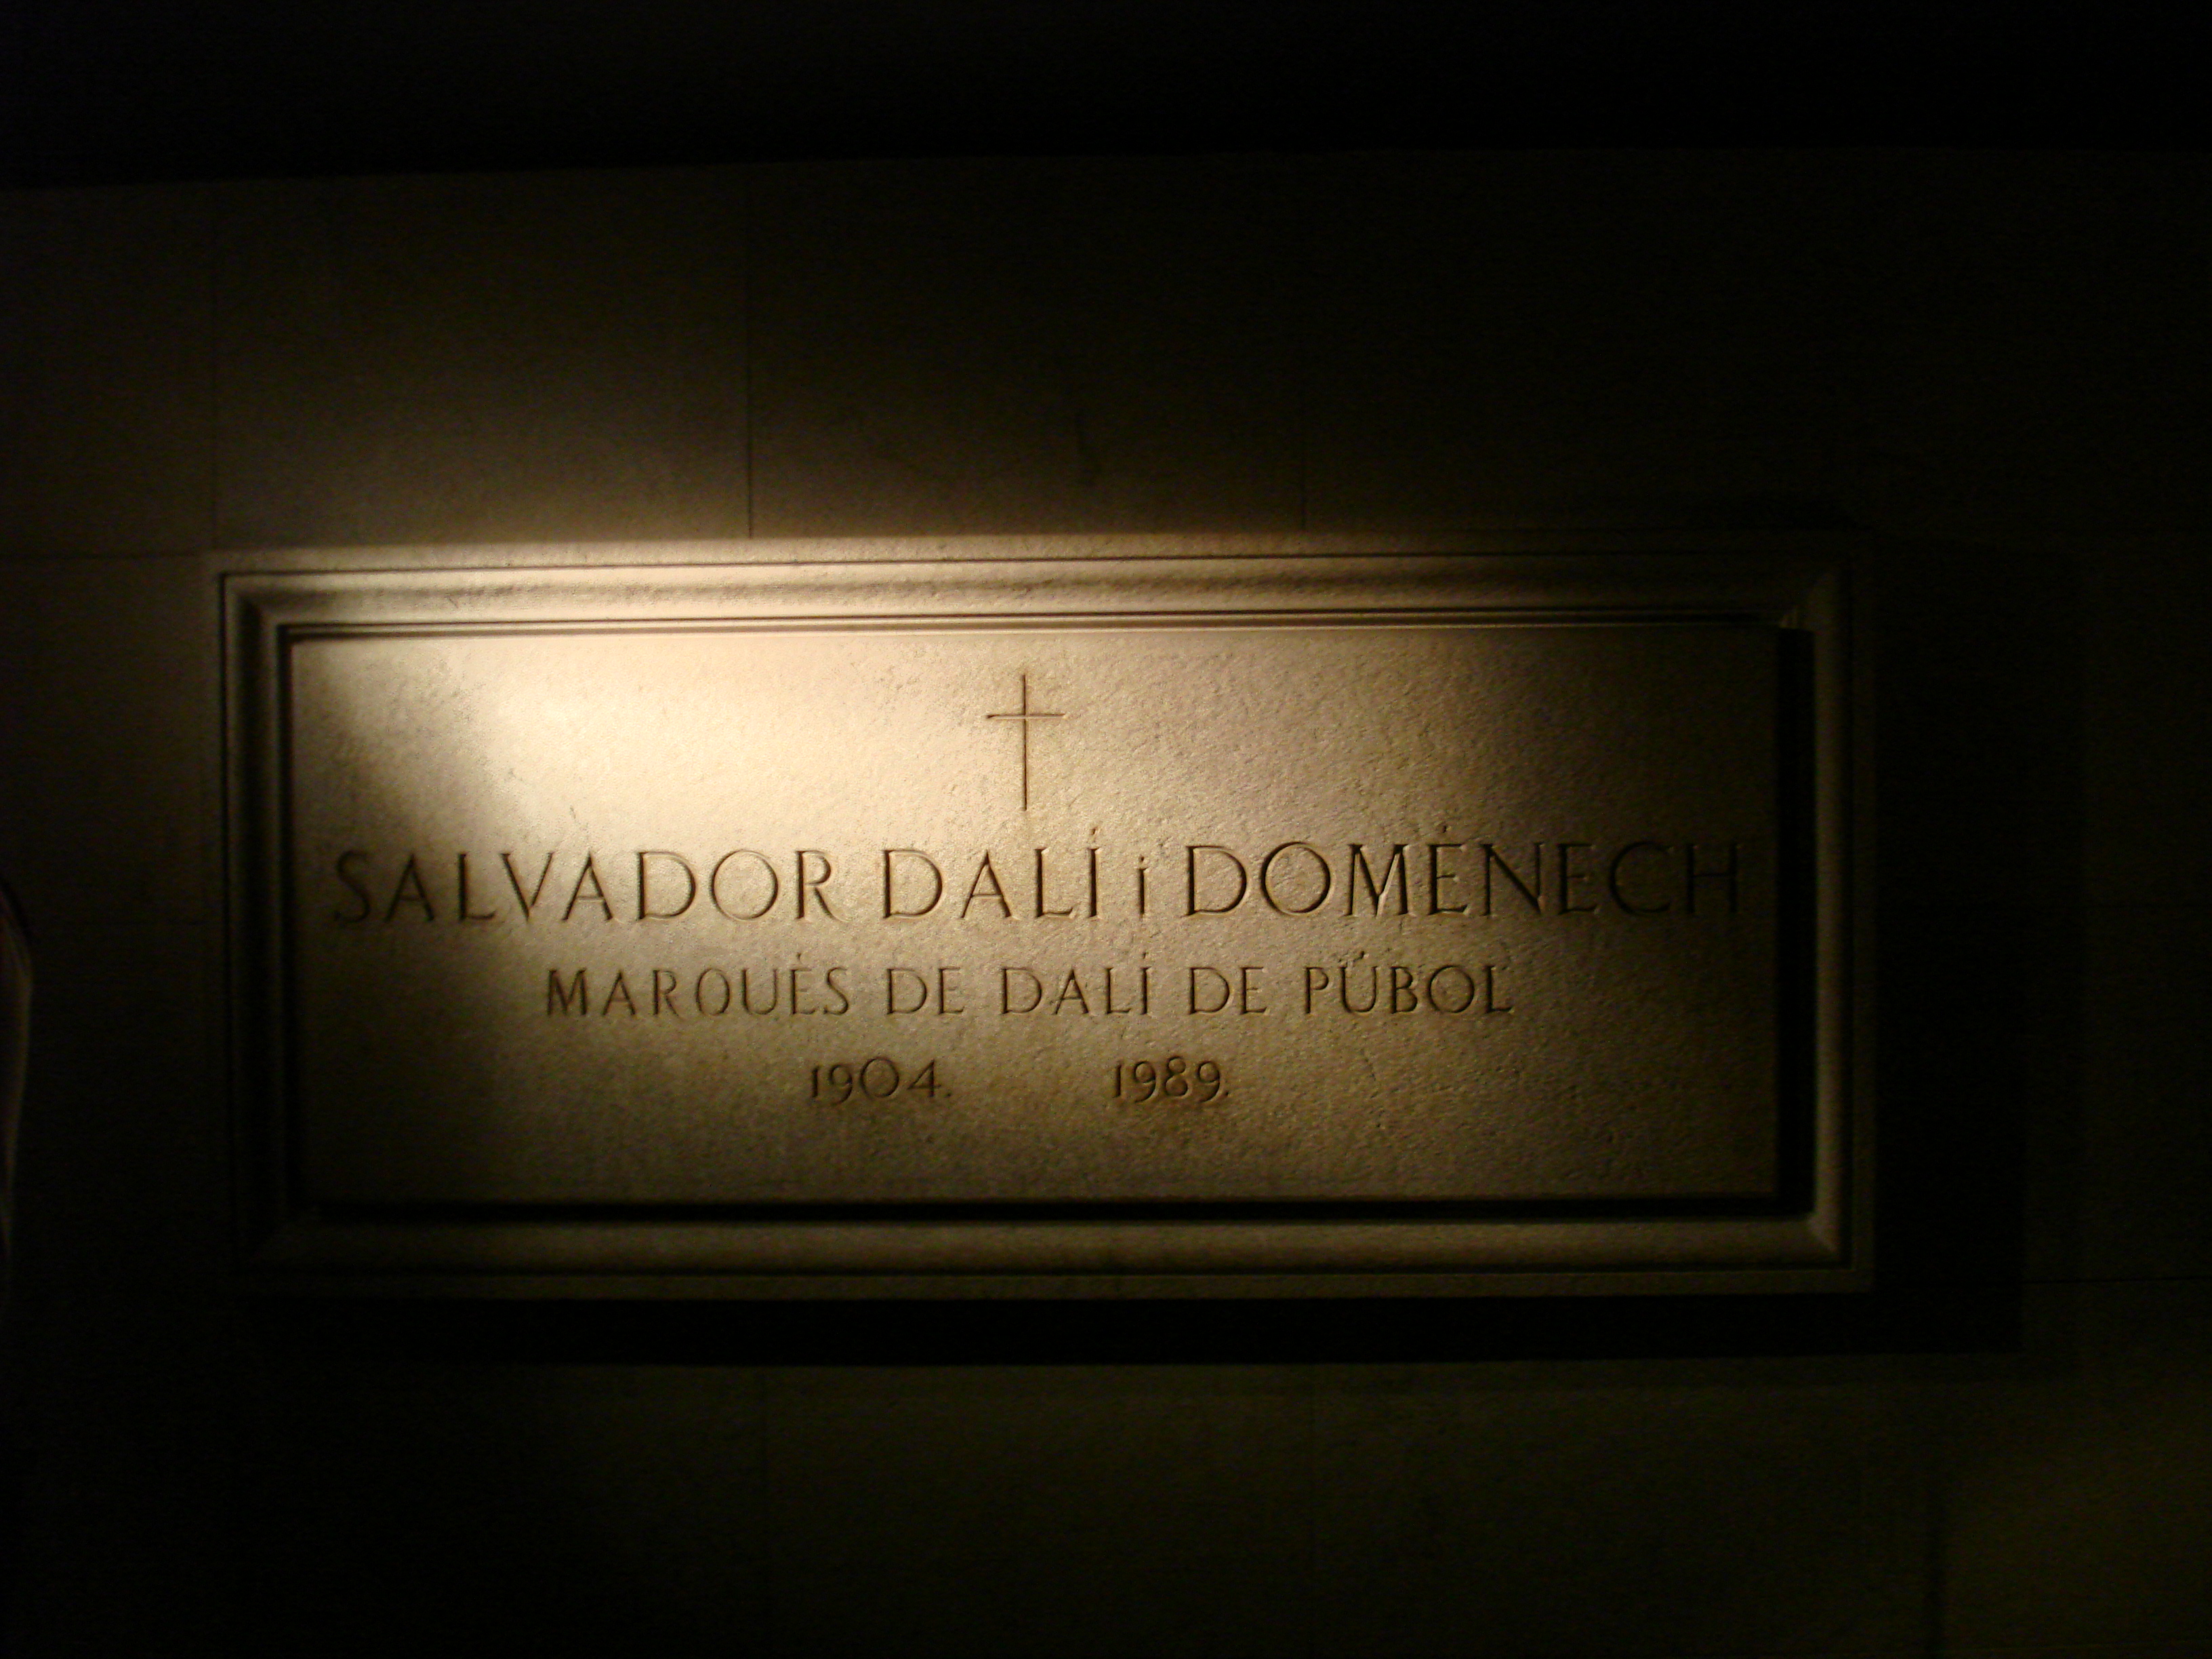 SALVADOR DALÍ i DOMÈNECH
MARQUÈS DE DALÍ DE PÚBOL
1904. 1989.